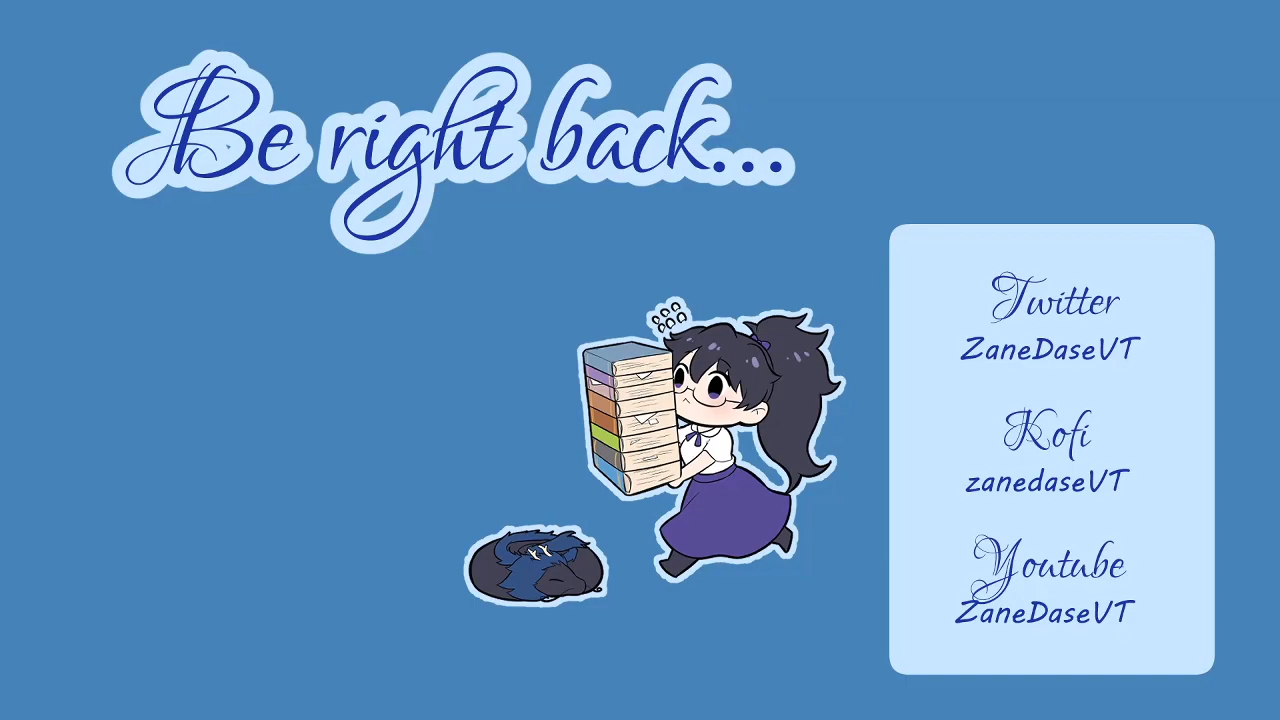 Be right back...
Twitter
ZaneDaseVT
Kofi
zanedaseVT
Youtube
ZaneDaseVT